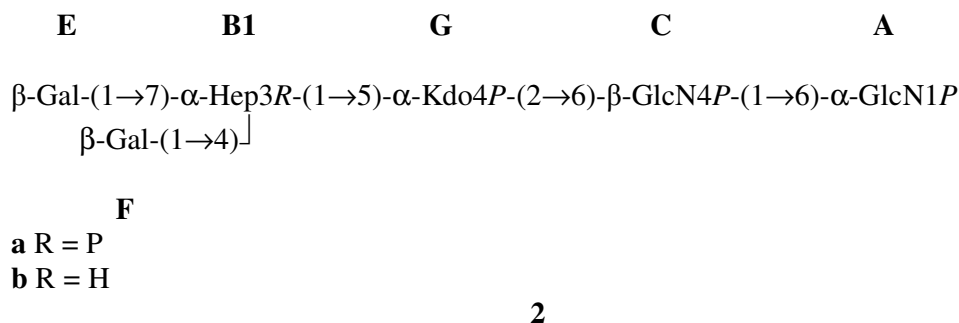 E B1 G C A
β-Gal-(1→7)-α-Hep3R-(1→5)-α-Kdo4P-(2→6)-β-GlcN4P-(1→6)-α-GlcN1P
β-Gal-(1→4)
F
a R = P
b R = H
2